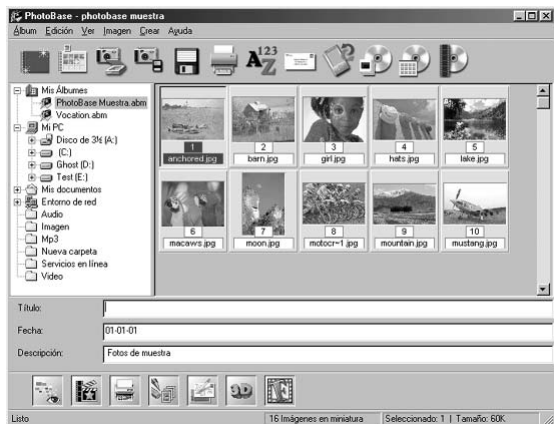 PhotoBase - photobase muestra
Álbum Edición Ver Imagen Crear Ayuda
A123
Z
Mis Álbumes
PhotoBase Muestra.abm
Vocation.abm
Mi PC
Disco de 3½ (A:)
(C:)
Ghost (D:)
Test (E:)
Mis documentos
Entorno de red
Audio
Imagen
Mp3
Nueva carpeta
Servicios en línea
Video
1 2 3 4 5
anchored.jpg barn.jpg girl.jpg hats.jpg lake.jpg
6 7 8 9 10
macaws.jpg moon.jpg motocr~1.jpg mountain.jpg mustang.jpg
Título:
Fecha: 01-01-01
Descripción: Fotos de muestra
3D
Listo 16 Imágenes en miniatura Seleccionado: 1 | Tamaño: 60K